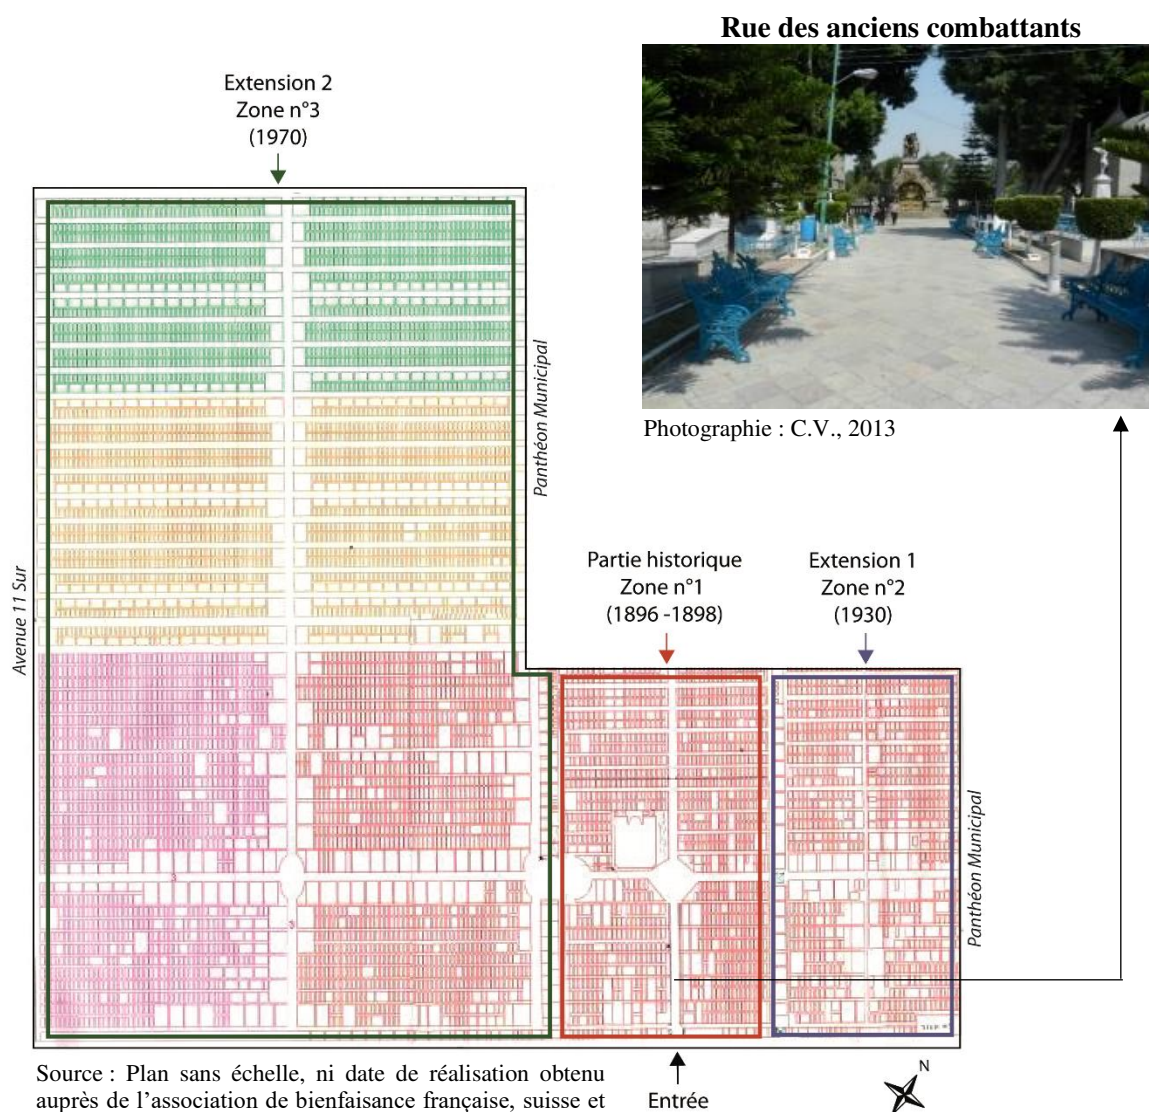 Rue des anciens combattants
Extension 2
Zone n°3
(1970)
Photographie : C.V., 2013
Panthéon Municipal
Avenue 11 Sur
Partie historique
Zone n°1
(1896 -1898)
Extension 1
Zone n°2
(1930)
Panthéon Municipal
3
3
Source : Plan sans échelle, ni date de réalisation obtenu
auprès de l’association de bienfaisance française, suisse et
Entrée
N